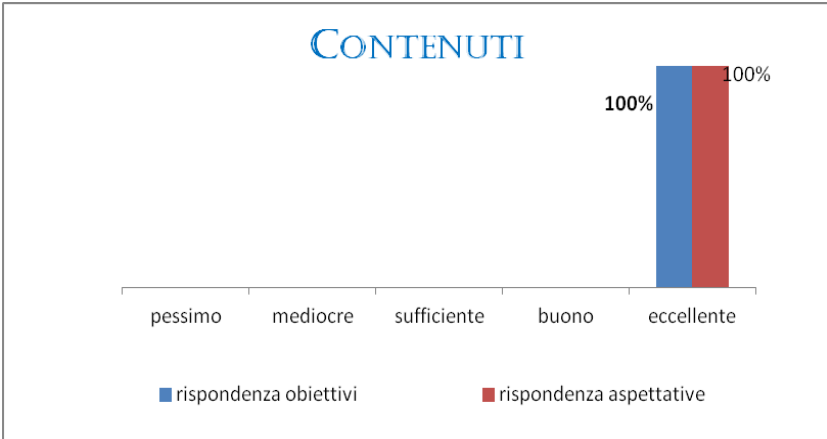 CONTENUTI
100%
100%
pessimo mediocre sufficiente buono eccellente
rispondenza obiettivi rispondenza aspettative